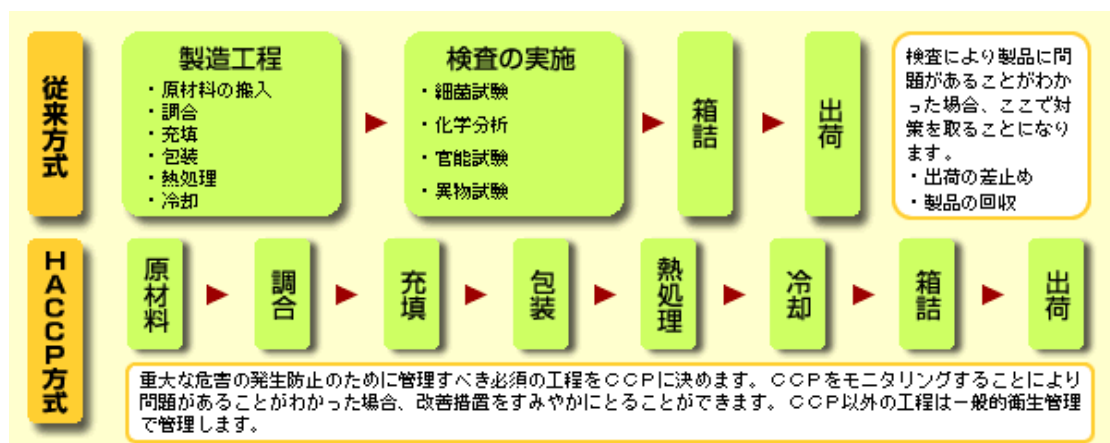 従来方式
製造工程
・原材料の搬入
・調合
・充填
・包装
・熱処理
・冷却
検査の実施
・細菌試験
・化学分析
・官能試験
・異物試験
箱詰
出荷
検査により製品に問
題があることがわか
った場合、ここで対
策を取ることになり
ます。
・出荷の差止め
・製品の回収
HACCP方式
原材料
調合
充填
包装
熱処理
冷却
箱詰
出荷
重大な危害の発生防止のために管理すべき必須の工程をCCPに決めます。CCPをモニタリングすることにより
問題があることがわかった場合、改善措置をすみやかにとることができます。CCP以外の工程は一般的衛生管理
で管理します。